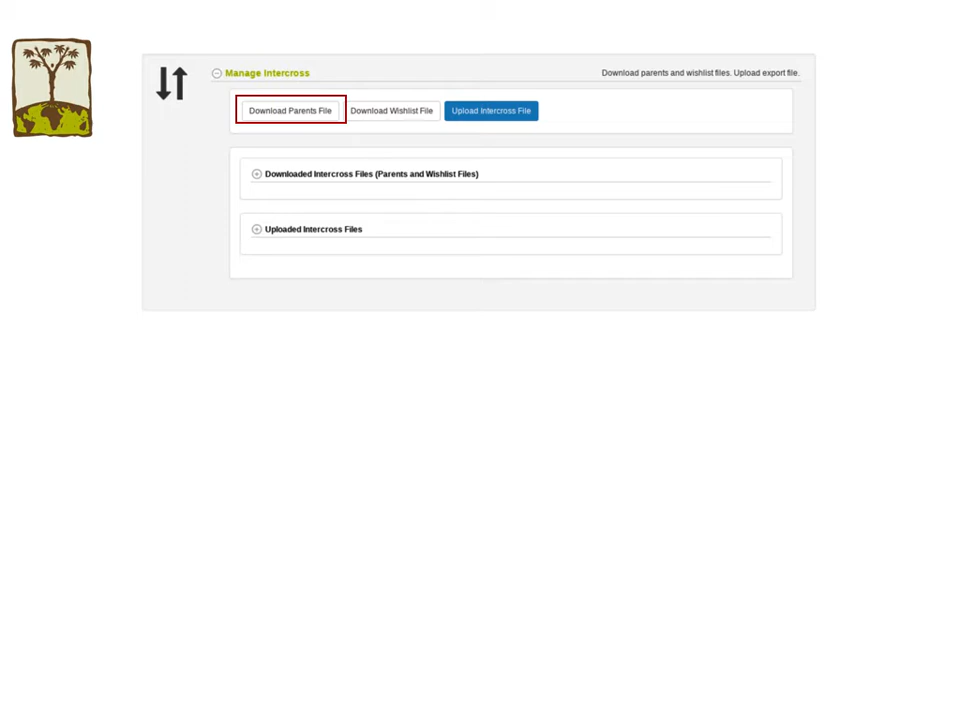 Manage Intercross
Download parents and wishlist files. Upload export file.
Download Parents File
Download Wishlist File
Upload Intercross File
Downloaded Intercross Files (Parents and Wishlist Files)
Uploaded Intercross Files